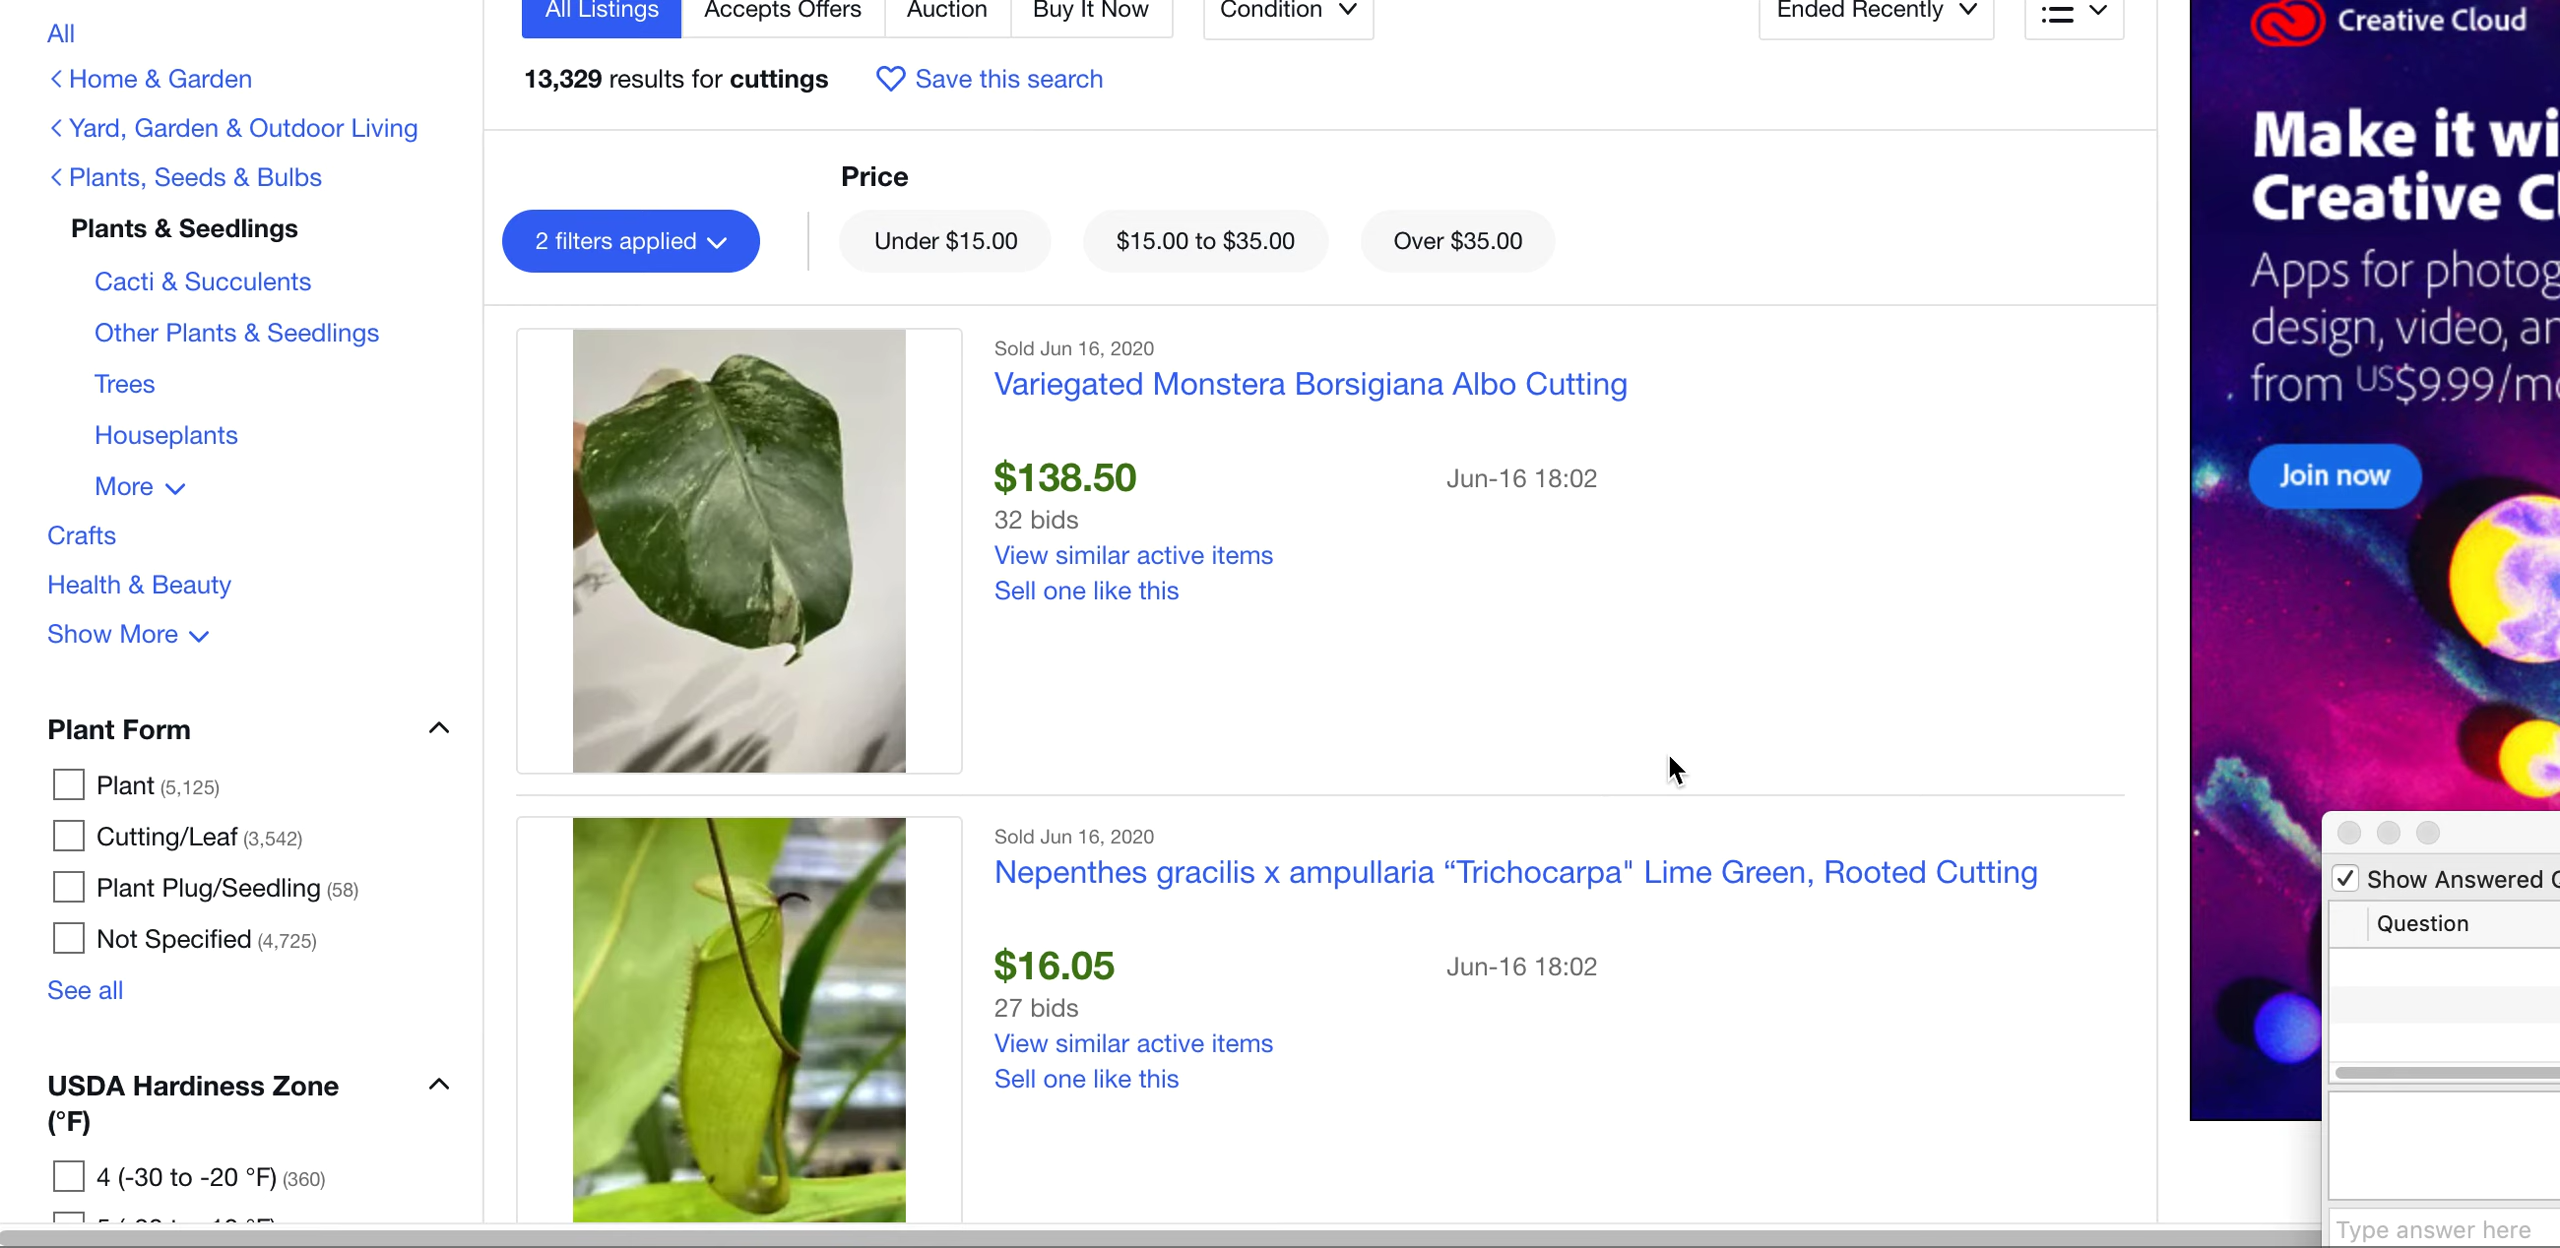 All
Home & Garden
Yard, Garden & Outdoor Living
Plants, Seeds & Bulbs
Plants & Seedlings
Cacti & Succulents
Other Plants & Seedlings
Trees
Houseplants
More
Crafts
Health & Beauty
Show More
Plant Form
Plant (5,125)
Cutting/Leaf (3,542)
Plant Plug/Seedling (58)
Not Specified (4,725)
See all
USDA Hardiness Zone
(°F)
4 (-30 to -20 °F) (360)
All Listings Accepts Offers Auction Buy It Now Condition Ended Recently
13,329 results for cuttings Save this search
Price
2 filters applied Under $15.00 $15.00 to $35.00 Over $35.00
Sold Jun 16, 2020
Variegated Monstera Borsigiana Albo Cutting
$138.50 Jun-16 18:02
32 bids
View similar active items
Sell one like this
Sold Jun 16, 2020
Nepenthes gracilis x ampullaria “Trichocarpa" Lime Green, Rooted Cutting
$16.05 Jun-16 18:02
27 bids
View similar active items
Sell one like this
Creative Cloud
Make it wi
Creative Cl
Apps for photog
design, video, an
from US$9.99/mo
Join now
Show Answered
Question
Type answer here